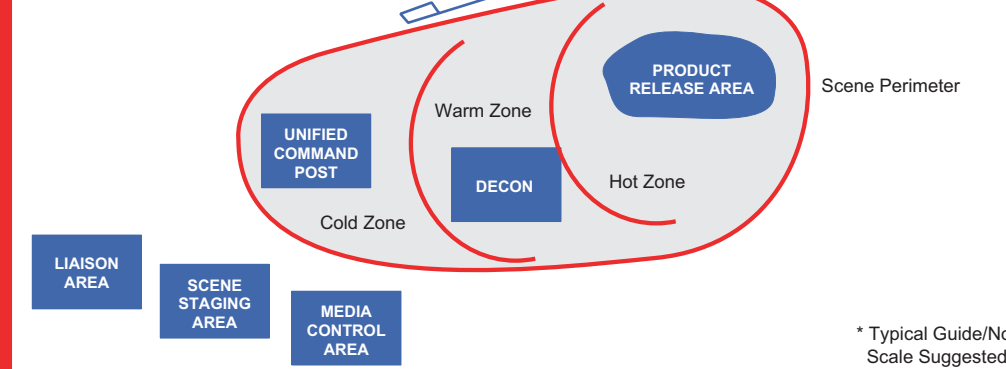 PRODUCT
RELEASE AREA
Scene Perimeter
Warm Zone
UNIFIED
COMMAND
POST
DECON
Hot Zone
Cold Zone
LIAISON
AREA
SCENE
STAGING
AREA
MEDIA
CONTROL
AREA
* Typical Guide/No
Scale Suggested